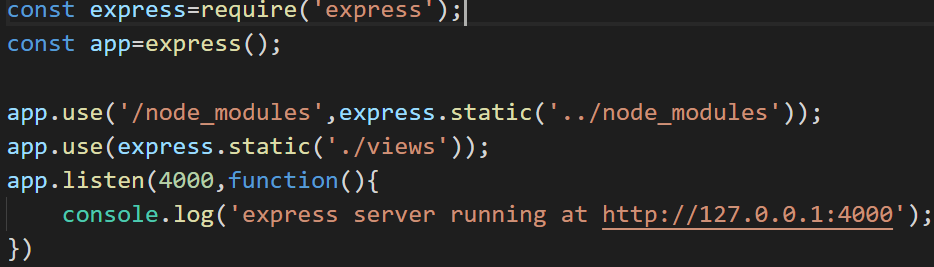 const express=require('express');
const app=express();
app.use('/node_modules',express.static('../node_modules'));
app.use(express.static('./views'));
app.listen(4000,function(){
    console.log('express server running at http://127.0.0.1:4000');
})